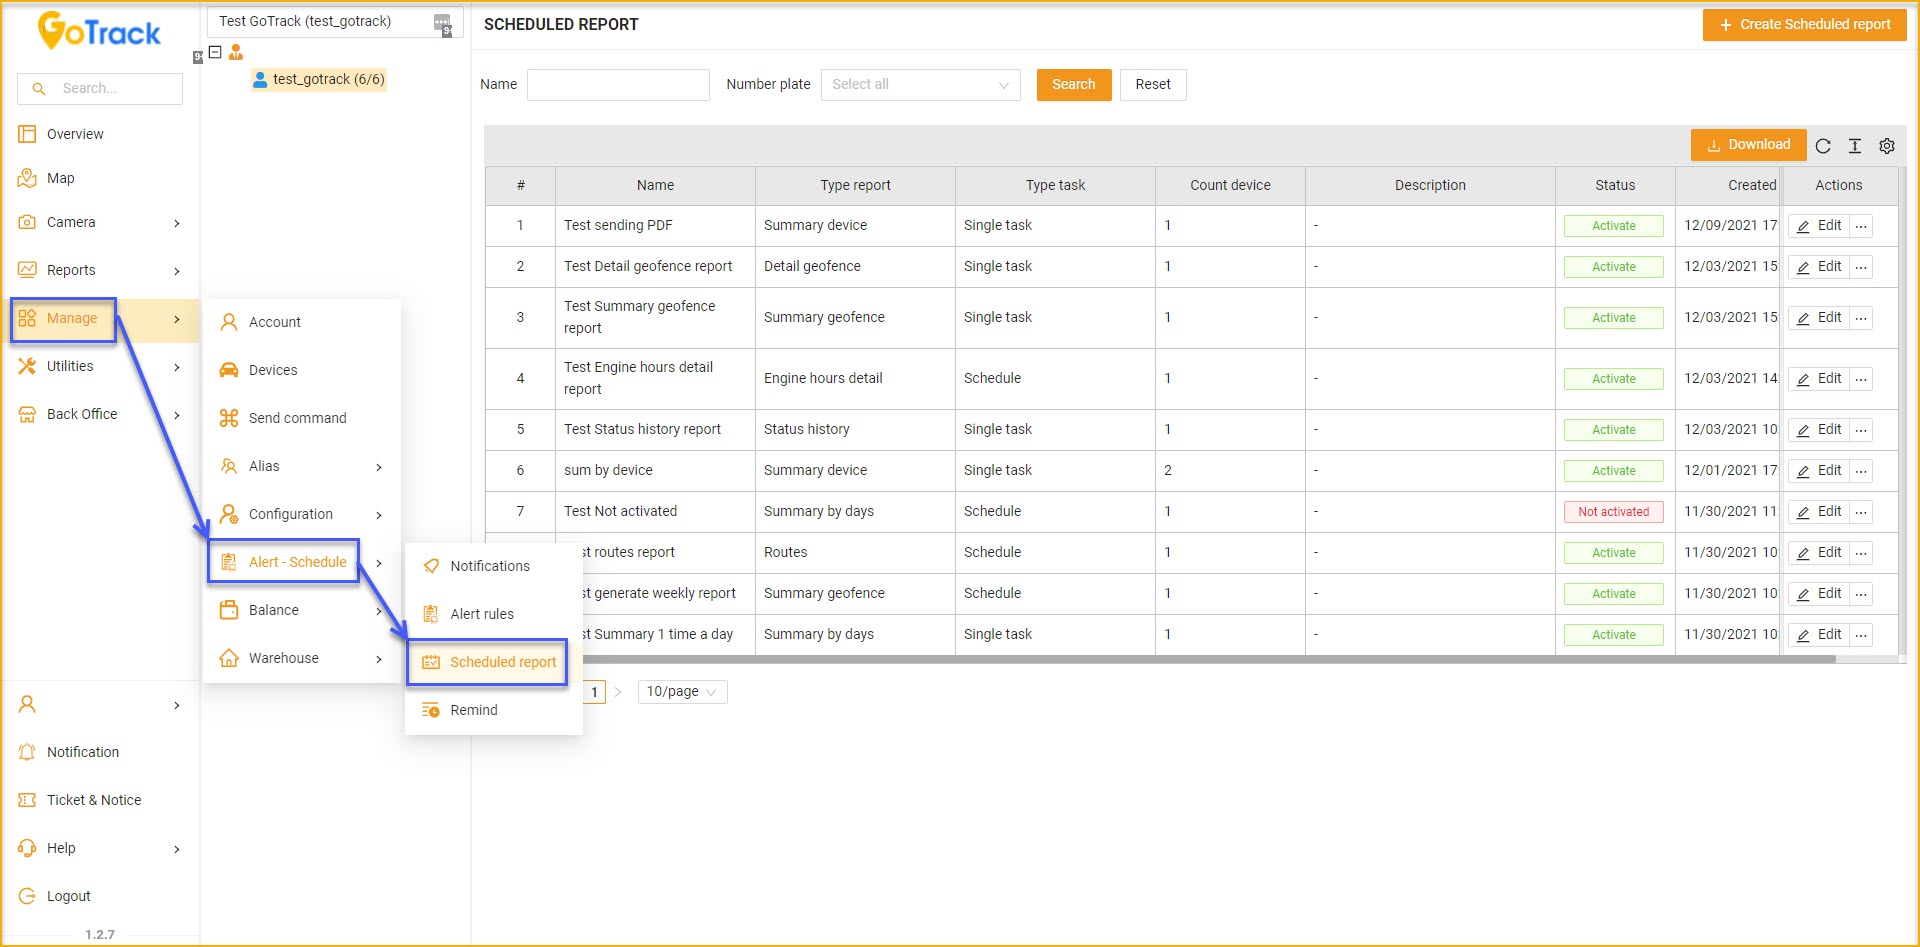 GoTrack
Search...
Overview
Map
Camera
Reports
Manage
Utilities
Back Office
Notification
Ticket & Notice
Help
Logout
1.2.7
Test GoTrack (test_gotrack)
test_gotrack (6/6)
Account
Devices
Send command
Alias
Configuration
Alert - Schedule
Balance
Warehouse
Notifications
Alert rules
Scheduled report
Remind
SCHEDULED REPORT
+ Create Scheduled report
Name Number plate Select all Search Reset
Download
# Name Type report Type task Count device Description Status Created Actions
1 Test sending PDF Summary device Single task 1 - Activate 12/09/2021 17: Edit ...
2 Test Detail geofence report Detail geofence Single task 1 - Activate 12/03/2021 15: Edit ...
3 Test Summary geofence report Summary geofence Single task 1 - Activate 12/03/2021 15: Edit ...
4 Test Engine hours detail report Engine hours detail Schedule 1 - Activate 12/03/2021 14: Edit ...
5 Test Status history report Status history Single task 1 - Activate 12/03/2021 10: Edit ...
6 sum by device Summary device Single task 2 - Activate 12/01/2021 17: Edit ...
7 Test Not activated Summary by days Schedule 1 - Not activated 11/30/2021 11: Edit ...
st routes report Routes Schedule 1 - Activate 11/30/2021 10: Edit ...
st generate weekly report Summary geofence Schedule 1 - Activate 11/30/2021 10: Edit ...
st Summary 1 time a day Summary by days Single task 1 - Activate 11/30/2021 10: Edit ...
1 > 10/page